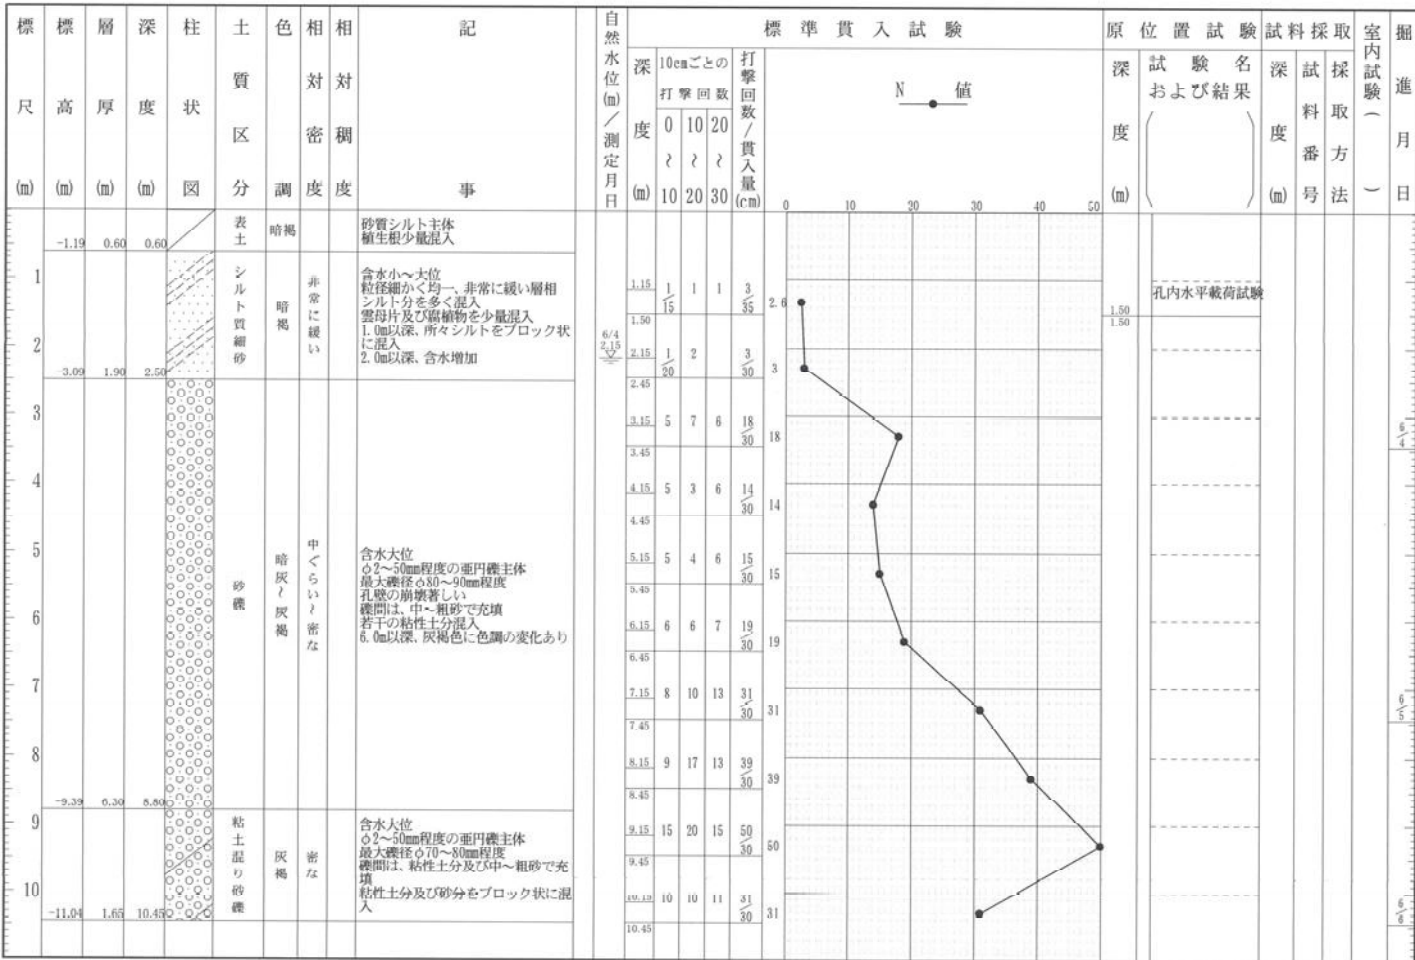 標尺(m)
標高(m)
層厚(m)
深度(m)
柱状図
土質区分
色調
相対密度
相対稠度
記事
自然水位(m)/測定月日
標準貫入試験
深度(m)
10cmごとの
打撃回数
0 10 20
～ ～ ～
10 20 30
打撃回数/貫入量(cm)
N 値
0 10 20 30 40 50
原位置試験
深度(m)
試験名
および結果
試料採取
深度(m)
試料番号
採取方法
室内試験( )
掘進月日
-1.19 0.60 0.60
表土
暗褐
砂質シルト主体
植生根少量混入
1
2
-3.09 1.90 2.50
シルト質細砂
暗褐
非常に緩い
含水小～大位
粒径細かく均一、非常に緩い層相
シルト分を多く混入
雲母片及び腐植物を少量混入
1.0m以深、所々シルトをブロック状
に混入
2.0m以深、含水増加
6/4
2.15
1.15 1/15 1 1 3/35 2.6
1.50
2.15 1/20 2 3/30 3
2.45
孔内水平載荷試験
1.50
1.50
3
4
5
6
7
8
-9.39 6.30 8.80
砂礫
暗灰～灰褐
中ぐらい～密な
含水大位
φ2～50mm程度の亜円礫主体
最大礫径φ80～90mm程度
孔壁の崩壊著しい
礫間は、中～粗砂で充填
若干の粘性土分混入
6.0m以深、灰褐色に色調の変化あり
3.15 5 7 6 18/30 18
3.45
6/4
4.15 5 3 6 14/30 14
4.45
5.15 5 4 6 15/30 15
5.45
6.15 6 6 7 19/30 19
6.45
7.15 8 10 13 31/30 31
7.45
6/5
8.15 9 17 13 39/30 39
8.45
9
10
-11.04 1.65 10.45
粘土混り砂礫
灰褐
密な
含水大位
φ2～50mm程度の亜円礫主体
最大礫径φ70～80mm程度
礫間は、粘性土分及び中～粗砂で充
填
粘性土分及び砂分をブロック状に混
入
9.15 15 20 15 50/30 50
9.45
10.15 10 10 11 31/30 31
10.45
6/6